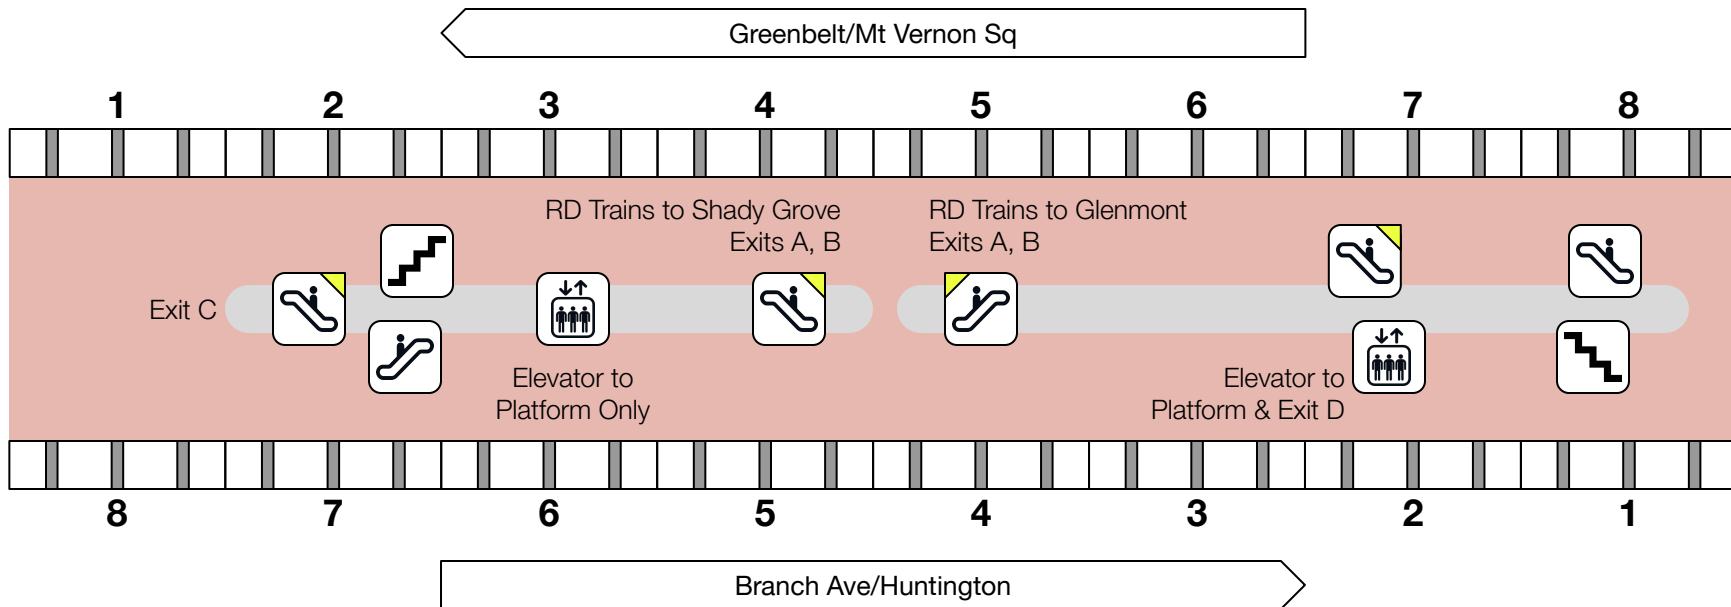 Greenbelt/Mt Vernon Sq
1 2 3 4 5 6 7 8
RD Trains to Shady Grove
Exits A, B
RD Trains to Glenmont
Exits A, B
Exit C
Elevator to
Platform Only
Elevator to
Platform & Exit D
8 7 6 5 4 3 2 1
Branch Ave/Huntington